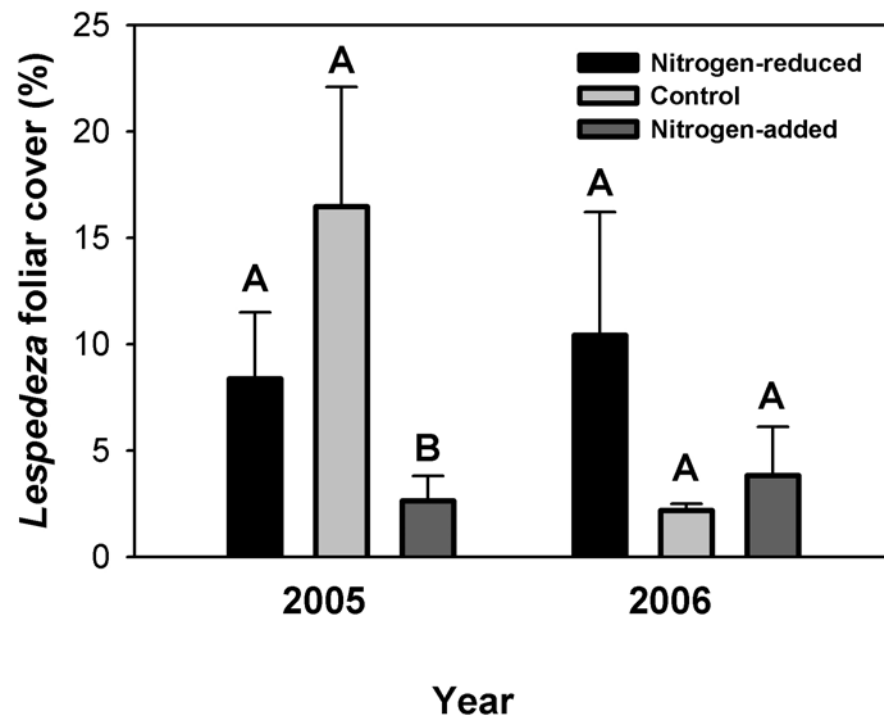 Lespedeza foliar cover (%)
25
20
15
10
5
0
Nitrogen-reduced
Control
Nitrogen-added
A
A
B
A
A
A
2005
2006
Year